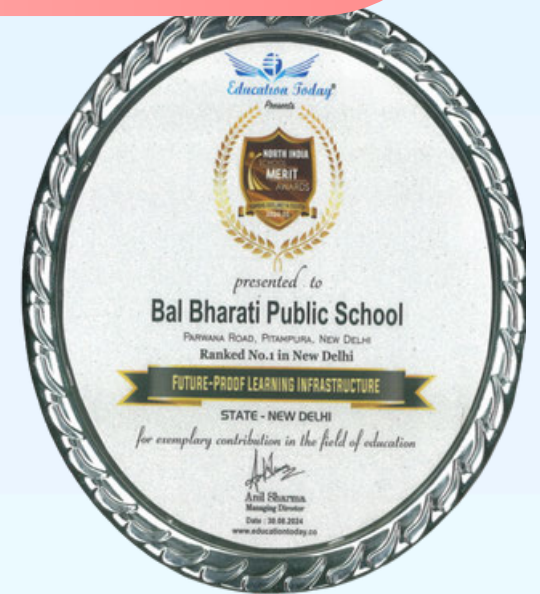 Education Today®
Presents
NORTH INDIA
SCHOOL
MERIT
AWARDS
presented to
Bal Bharati Public School
PARWANA ROAD, PITAMPURA, NEW DELHI
Ranked No.1 in New Delhi
FUTURE-PROOF LEARNING INFRASTRUCTURE
STATE - NEW DELHI
for exemplary contribution in the field of education
Anil Sharma
Managing Director
Date : 30.08.2024
www.educationtoday.co